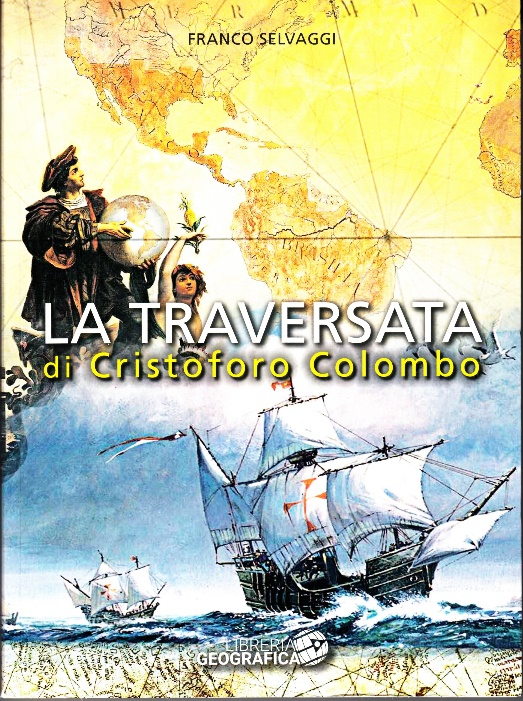 FRANCO SELVAGGI
LA TRAVERSATA
di Cristoforo Colombo
LIBRERIA
GEOGRAFICA